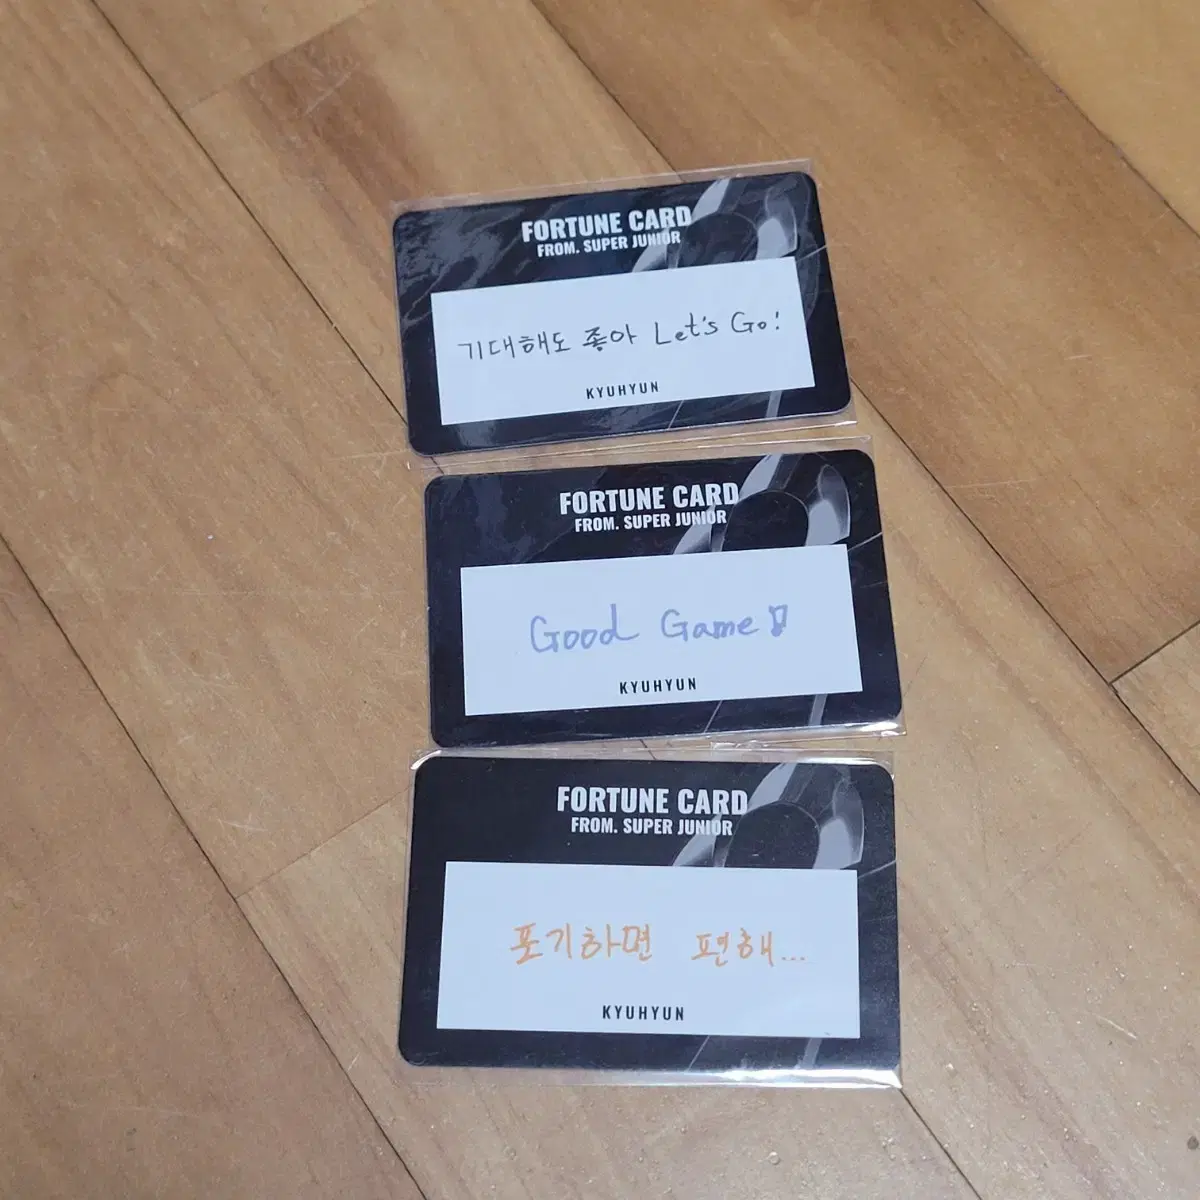 FORTUNE CARD
FROM. SUPER JUNIOR
기대해도 좋아 Let's Go!
KYUHYUN
FORTUNE CARD
FROM. SUPER JUNIOR
Good Game!
KYUHYUN
FORTUNE CARD
FROM. SUPER JUNIOR
포기하면 편해...
KYUHYUN